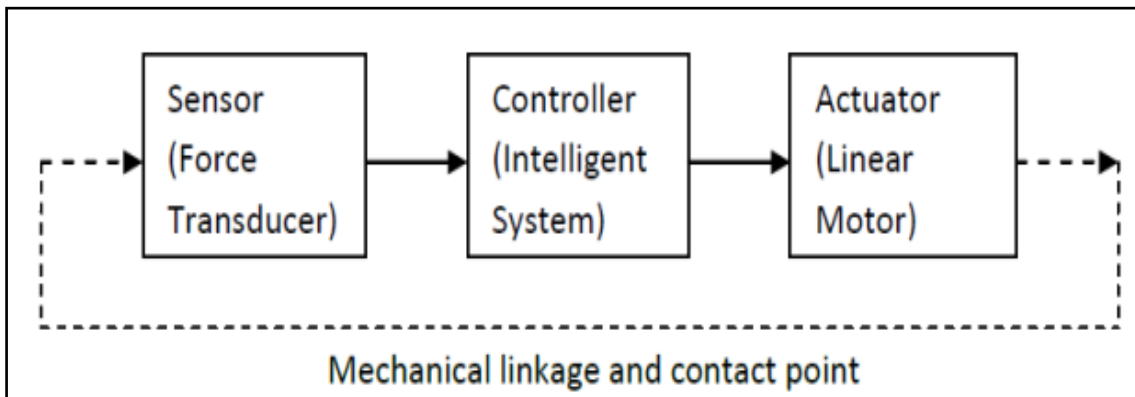 Sensor
(Force
Transducer)
Controller
(Intelligent
System)
Actuator
(Linear
Motor)
Mechanical linkage and contact point